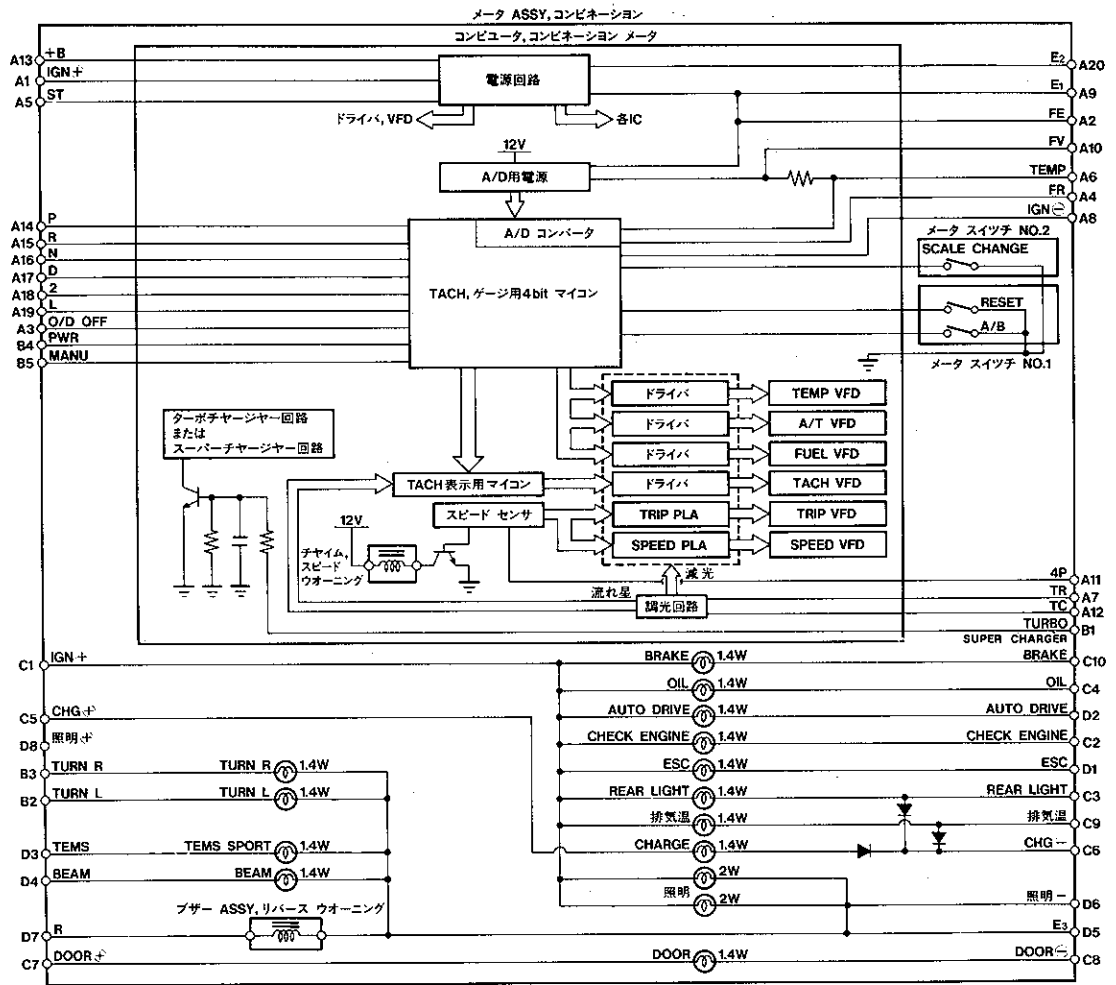 メータ ASSY,コンビネーション
コンピュータ,コンビネーション メータ
A13 +B
A1 IGN+
A5 ST
電源回路
ドライバ,VFD
各IC
12V
A/D用電源
E2 A20
E1 A9
FE A2
FV A10
TEMP A6
FR A4
IGN⊖ A8
A14 P
A15 R
A16 N
A17 D
A18 2
A19 L
A3 O/D OFF
B4 PWR
B5 MANU
A/D コンバータ
TACH,ゲージ用4bit マイコン
メータ スイッチ NO.2
SCALE CHANGE
RESET
A/B
メータ スイッチ NO.1
ターボチャージャー回路
または
スーパーチャージャー回路
ドライバ TEMP VFD
ドライバ A/T VFD
ドライバ FUEL VFD
TACH表示用マイコン ドライバ TACH VFD
スピード センサ TRIP PLA TRIP VFD
SPEED PLA SPEED VFD
12V
チャイム,
スピード
ウオーニング
減光
流れ星
調光回路
4P A11
TR A7
TC A12
TURBO B1
SUPER CHARGER
C1 IGN+ BRAKE 1.4W BRAKE C10
OIL 1.4W OIL C4
C5 CHG⊕ AUTO DRIVE 1.4W AUTO DRIVE D2
D8 照明⊕ CHECK ENGINE 1.4W CHECK ENGINE C2
B3 TURN R TURN R 1.4W ESC 1.4W ESC D1
B2 TURN L TURN L 1.4W REAR LIGHT 1.4W REAR LIGHT C3
排気温 1.4W 排気温 C9
D3 TEMS TEMS SPORT 1.4W CHARGE 1.4W CHG− C6
D4 BEAM BEAM 1.4W 2W
照明 2W 照明− D6
ブザー ASSY,リバース ウオーニング
D7 R E3 D5
C7 DOOR⊕ DOOR 1.4W DOOR⊖ C8